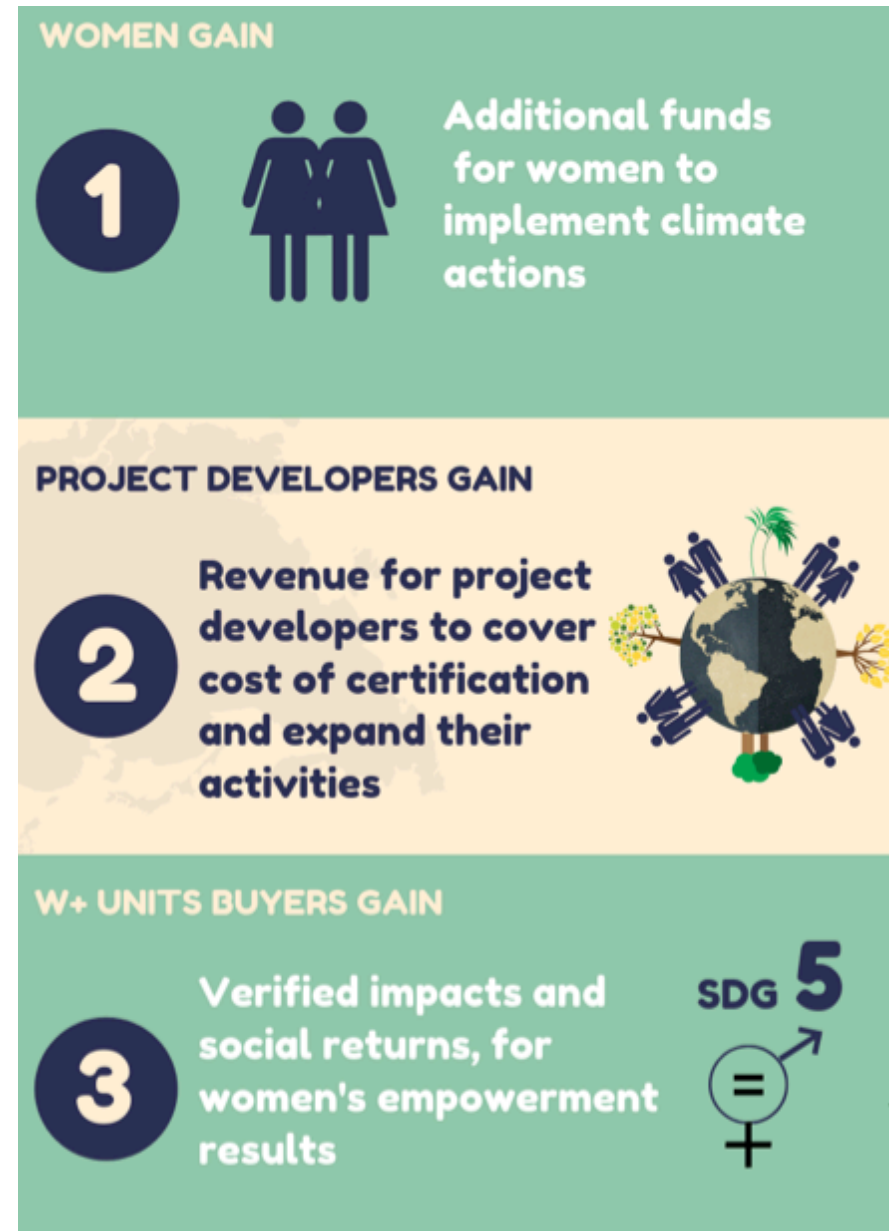 WOMEN GAIN
1
Additional funds
for women to
implement climate
actions
PROJECT DEVELOPERS GAIN
2
Revenue for project
developers to cover
cost of certification
and expand their
activities
W+ UNITS BUYERS GAIN
3
Verified impacts and
social returns, for
women's empowerment
results
SDG 5
=